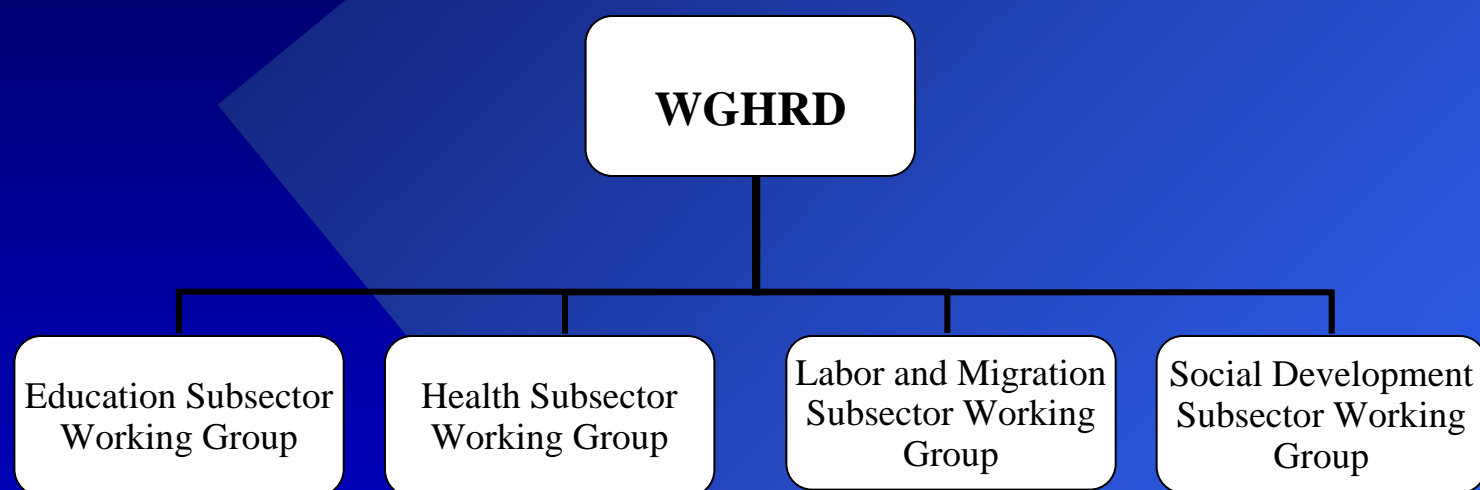 WGHRD
Education Subsector
Working Group
Health Subsector
Working Group
Labor and Migration
Subsector Working
Group
Social Development
Subsector Working
Group